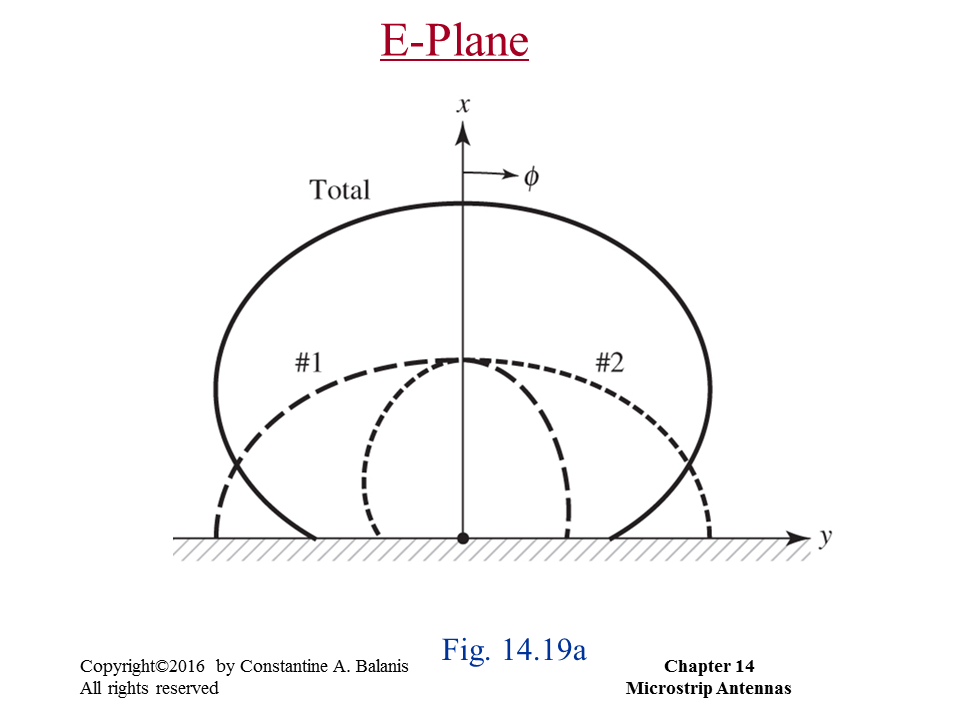 E-Plane
x
ϕ
Total
#1
#2
y
Fig. 14.19a
Copyright©2016 by Constantine A. Balanis
All rights reserved
Chapter 14
Microstrip Antennas